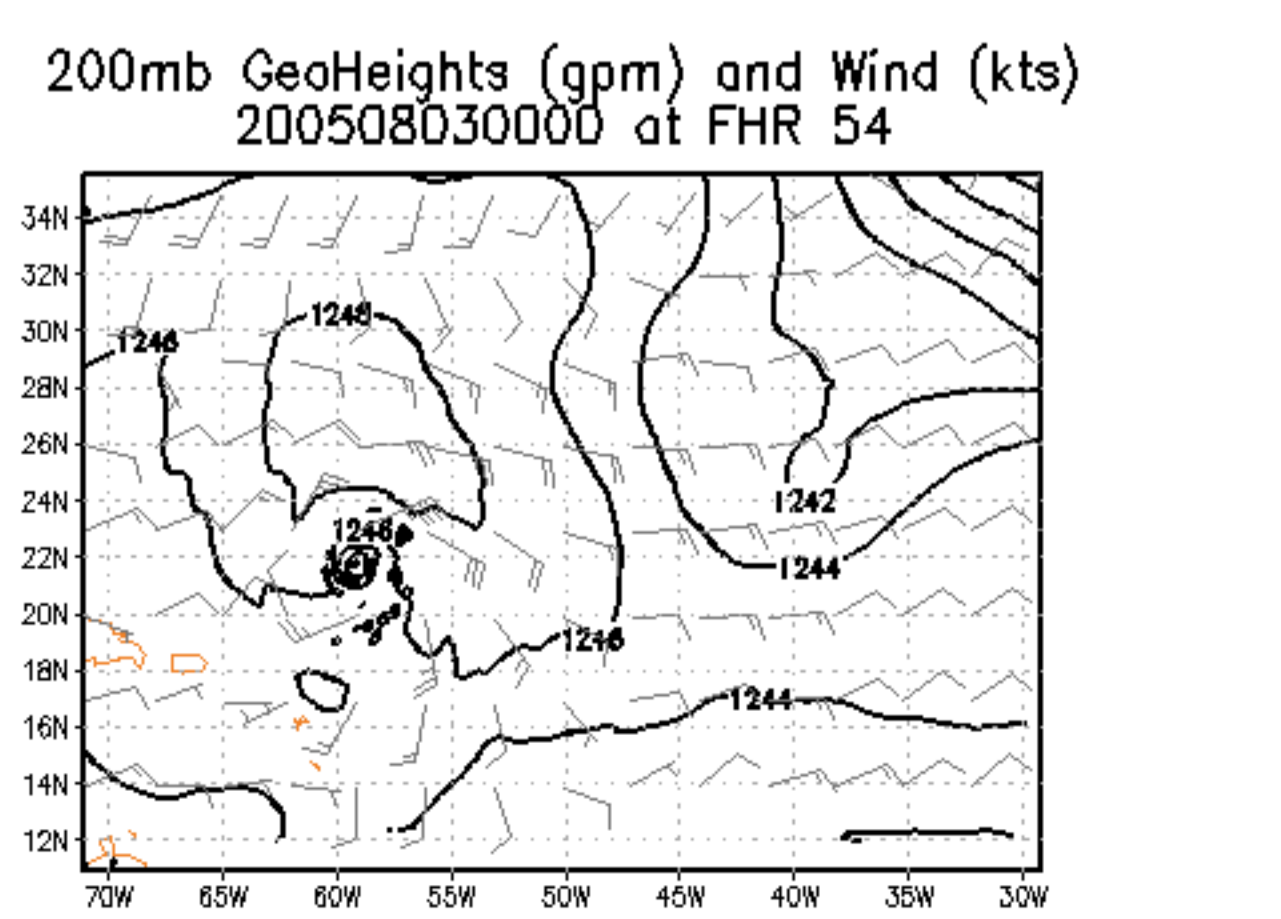 200mb GeoHeights (gpm) and Wind (kts)
200508030000 at FHR 54
34N
32N
1248
30N
1246
28N
26N
24N
1242
1246
22N
1244
20N
1246
18N
1244
16N
14N
12N
70W 65W 60W 55W 50W 45W 40W 35W 30W